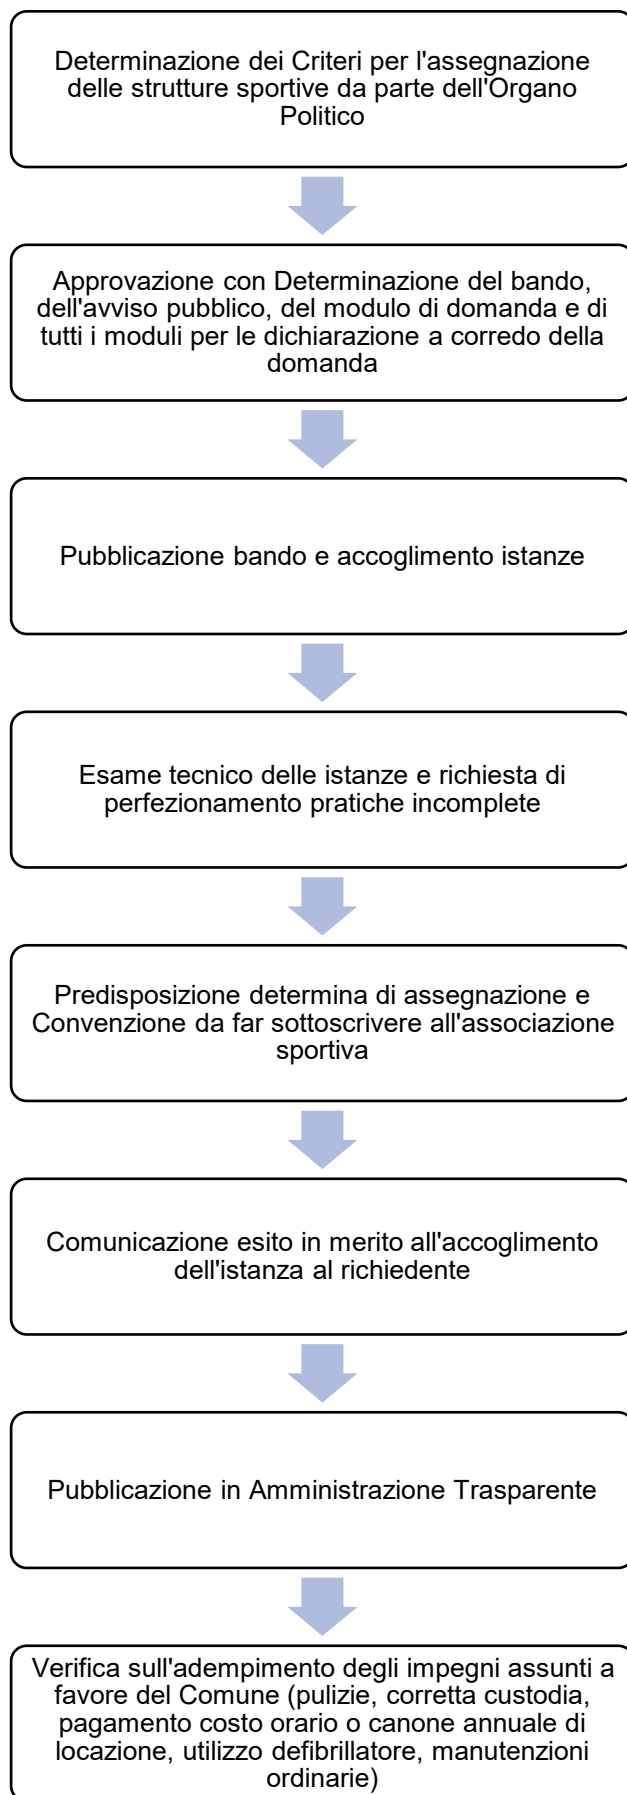 Determinazione dei Criteri per l'assegnazione
delle strutture sportive da parte dell'Organo
Politico
Approvazione con Determinazione del bando,
dell'avviso pubblico, del modulo di domanda e di
tutti i moduli per le dichiarazione a corredo della
domanda
Pubblicazione bando e accoglimento istanze
Esame tecnico delle istanze e richiesta di
perfezionamento pratiche incomplete
Predisposizione determina di assegnazione e
Convenzione da far sottoscrivere all'associazione
sportiva
Comunicazione esito in merito all'accoglimento
dell'istanza al richiedente
Pubblicazione in Amministrazione Trasparente
Verifica sull'adempimento degli impegni assunti a
favore del Comune (pulizie, corretta custodia,
pagamento costo orario o canone annuale di
locazione, utilizzo defibrillatore, manutenzioni
ordinarie)